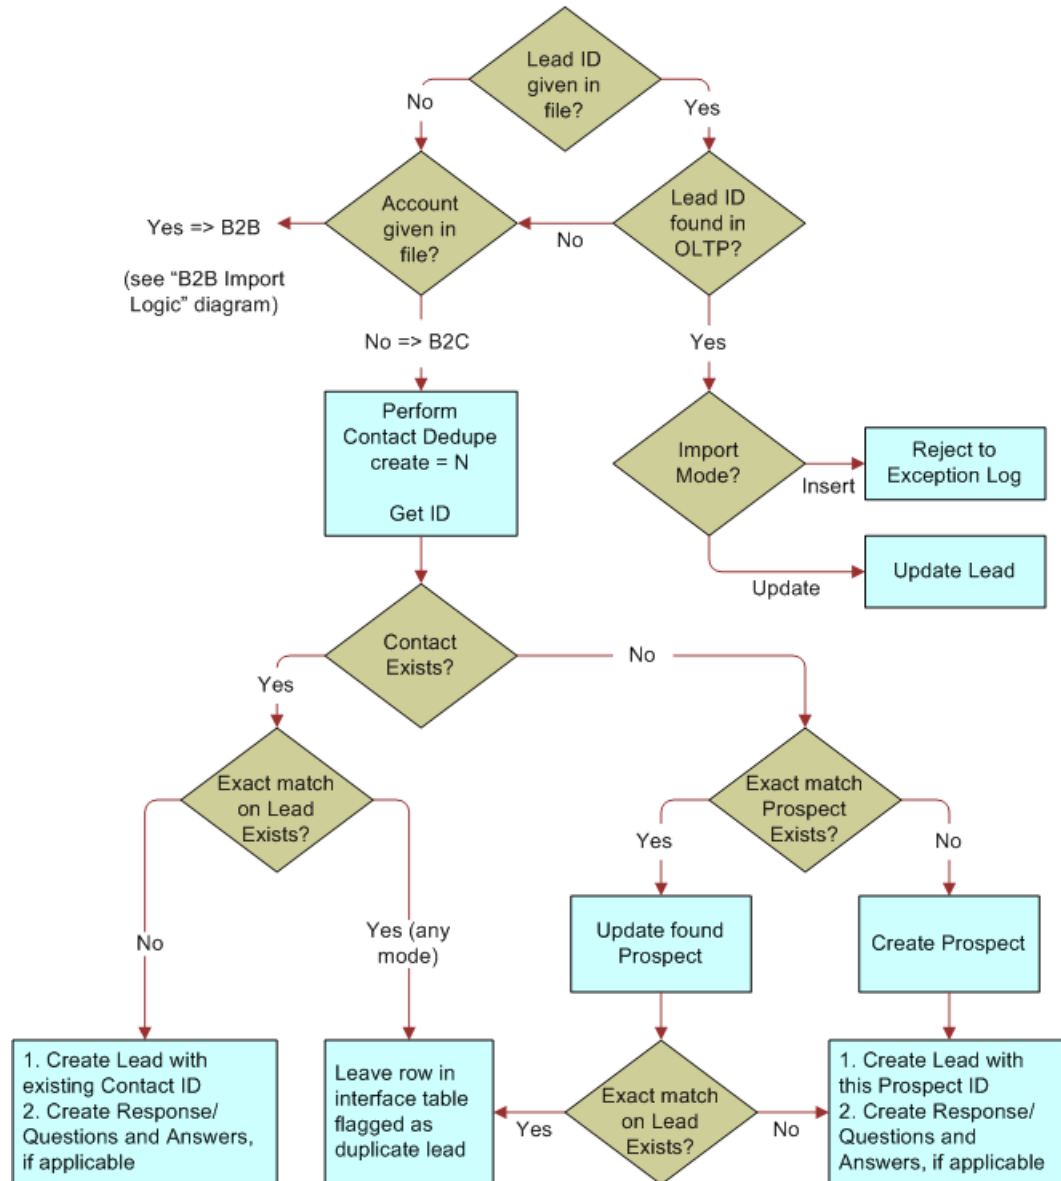 Lead ID
given in
file?
No
Yes
Account
given in
file?
Lead ID
found in
OLTP?
Yes => B2B
(see “B2B Import
Logic” diagram)
No
No => B2C
Yes
Perform
Contact Dedupe
create = N
Get ID
Import
Mode?
Insert
Reject to
Exception Log
Update
Update Lead
Contact
Exists?
Yes
No
Exact match
on Lead
Exists?
Exact match
Prospect
Exists?
Yes
No
No
Yes (any
mode)
Update found
Prospect
Create Prospect
1. Create Lead with
existing Contact ID
2. Create Response/
Questions and Answers,
if applicable
Leave row in
interface table
flagged as
duplicate lead
Yes
Exact match
on Lead
Exists?
No
1. Create Lead with
this Prospect ID
2. Create Response/
Questions and
Answers, if applicable